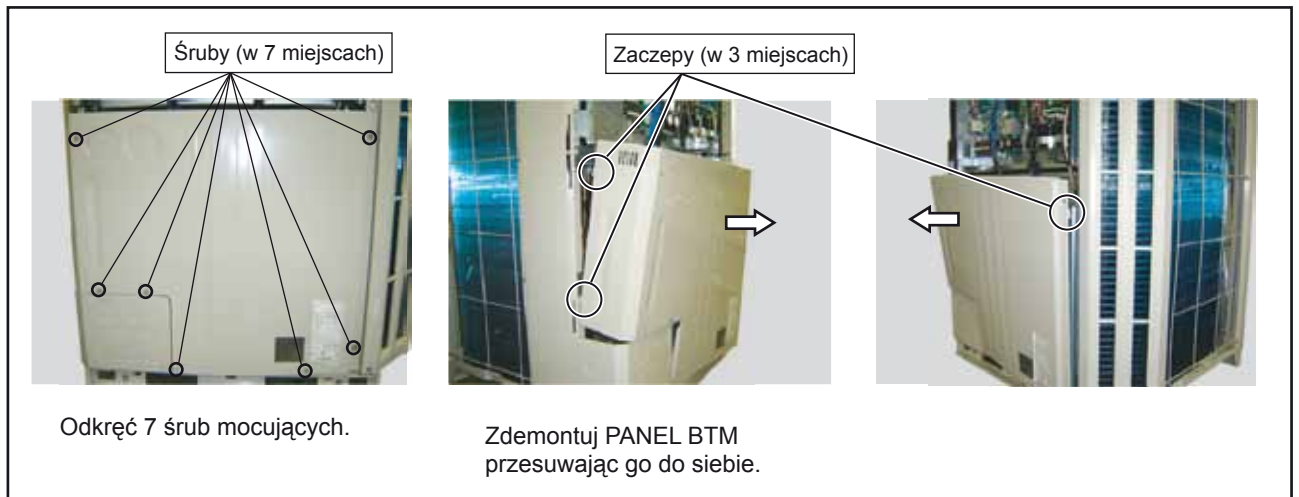 Śruby (w 7 miejscach)
Zaczepy (w 3 miejscach)
Odkręć 7 śrub mocujących.
Zdemontuj PANEL BTM
przesuwając go do siebie.